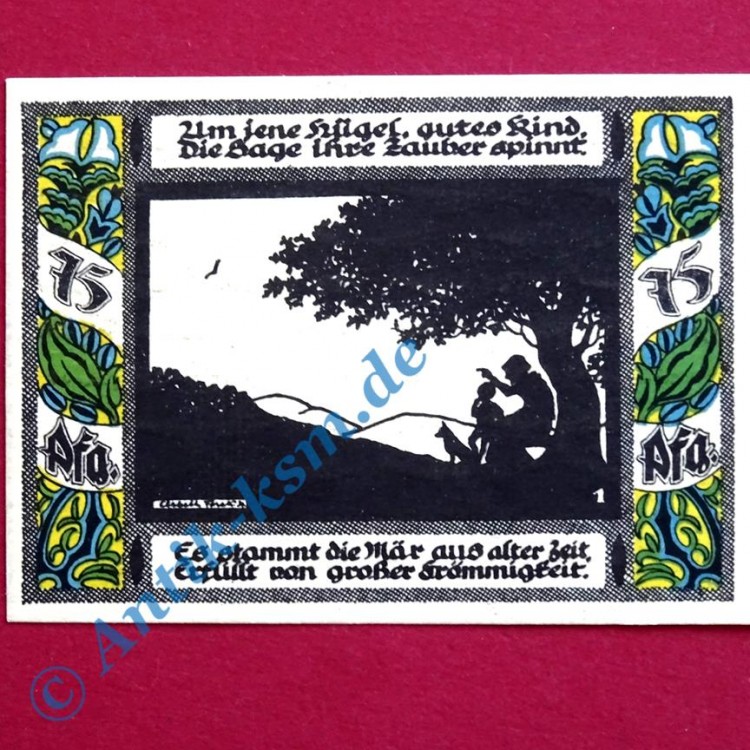 Um jene Hügel, gutes Kind,
Die Sage ihre Zauber spinnt.
75
75
Pfg.
Pfg.
1
Es stammt die Mär aus alter Zeit,
Erfüllt von großer Frömmigkeit.
© Antik-ksm.de